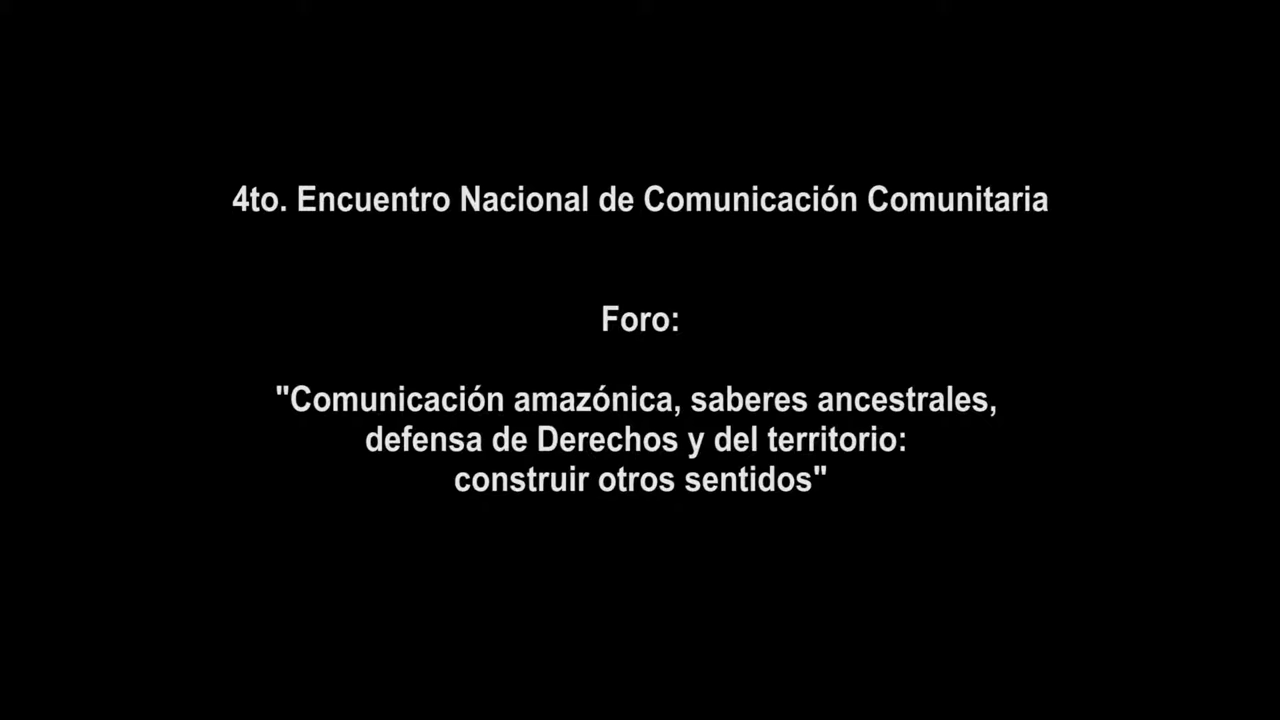 4to. Encuentro Nacional de Comunicación Comunitaria
Foro:
"Comunicación amazónica, saberes ancestrales,
defensa de Derechos y del territorio:
construir otros sentidos"